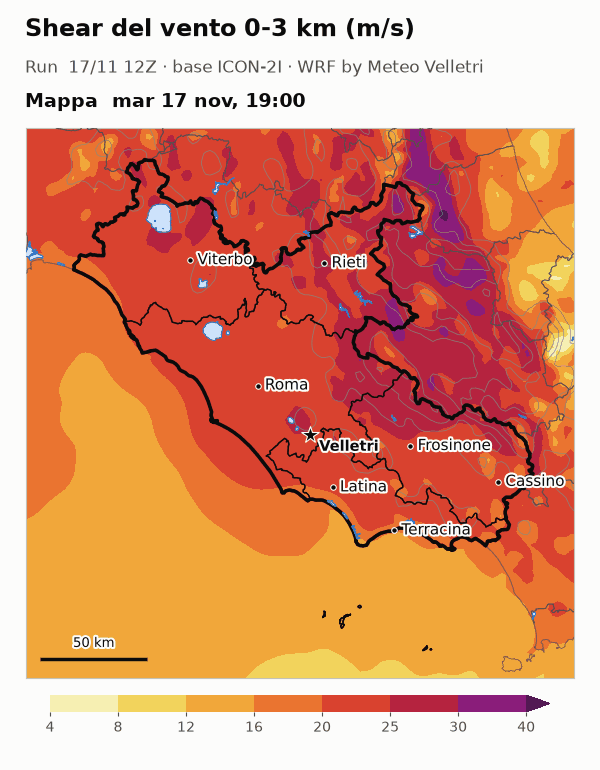 Shear del vento 0-3 km (m/s)
Run  17/11 12Z · base ICON-2I · WRF by Meteo Velletri
Mappa  mar 17 nov, 19:00
Viterbo
Rieti
Roma
Velletri
Frosinone
Cassino
Latina
Terracina
50 km
4 8 12 16 20 25 30 40